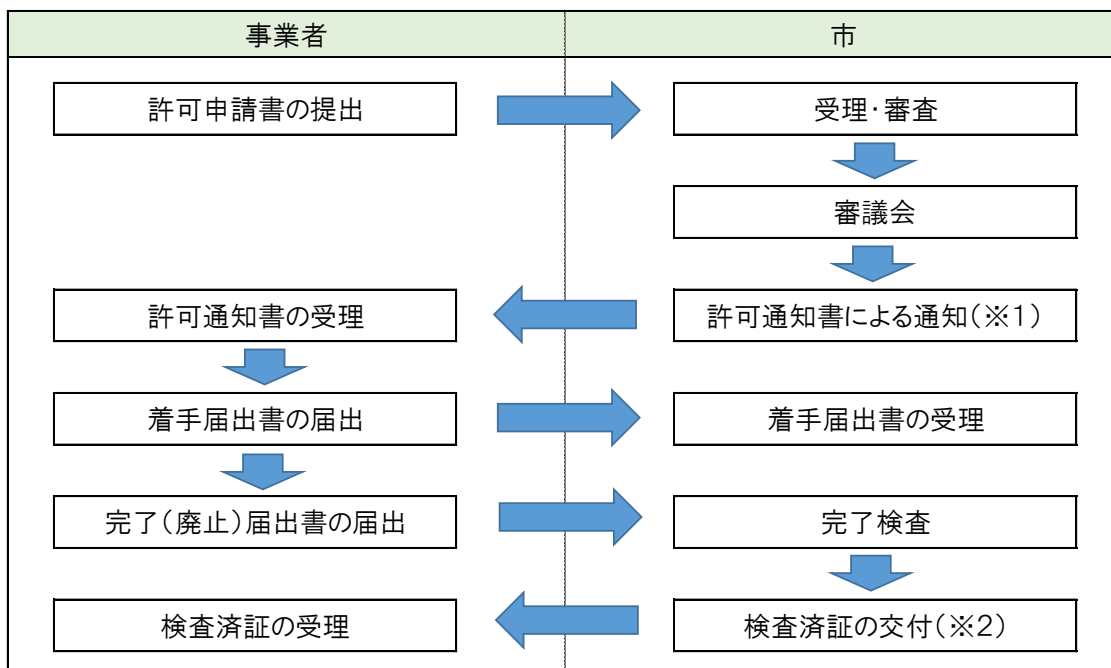 事業者
市
許可申請書の提出
受理・審査
審議会
許可通知書の受理
許可通知書による通知(※1)
着手届出書の届出
着手届出書の受理
完了(廃止)届出書の届出
完了検査
検査済証の受理
検査済証の交付(※2)